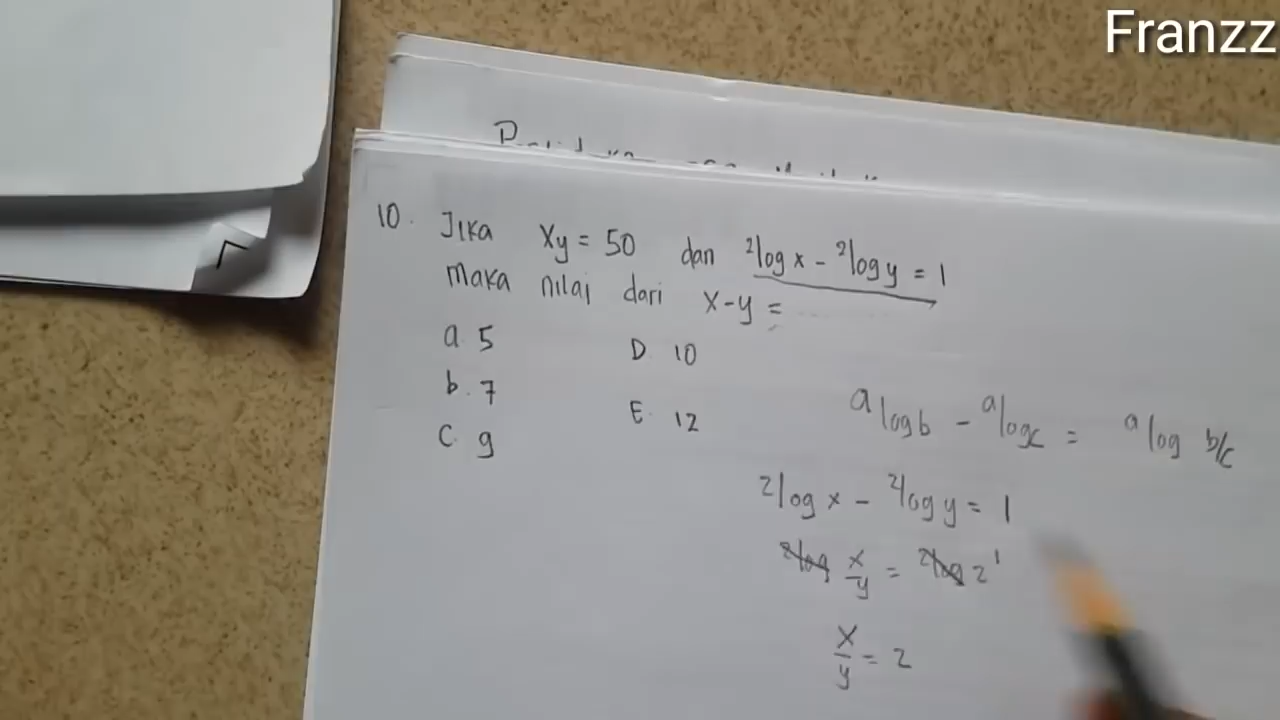 Franzz
10. Jika xy = 50 dan ²log x - ²log y = 1
maka nilai dari x-y =
a. 5 D. 10
b. 7 E. 12
C. 9
ᵃlog b - ᵃlog c = ᵃlog b/c
²log x - ²log y = 1
²log x/y = ²log 2¹
x/y = 2